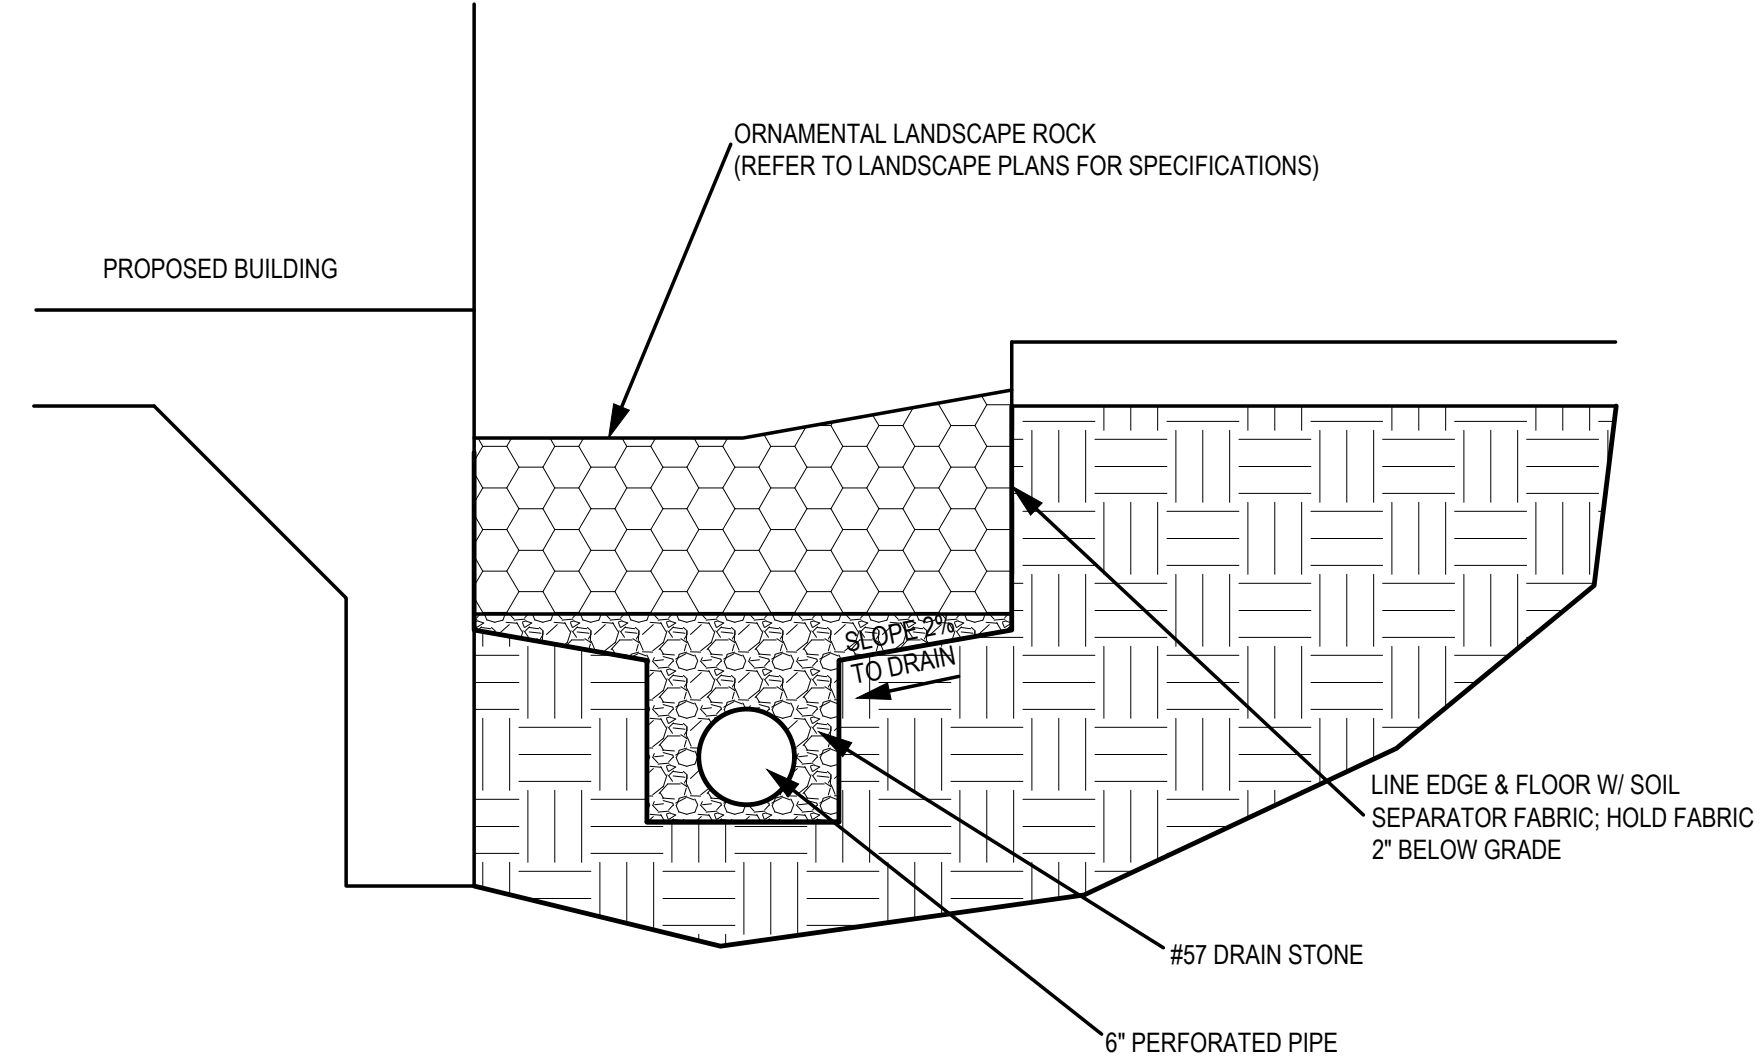 ORNAMENTAL LANDSCAPE ROCK
(REFER TO LANDSCAPE PLANS FOR SPECIFICATIONS)
PROPOSED BUILDING
SLOPE 2%
TO DRAIN
LINE EDGE & FLOOR W/ SOIL
SEPARATOR FABRIC; HOLD FABRIC
2" BELOW GRADE
#57 DRAIN STONE
6" PERFORATED PIPE